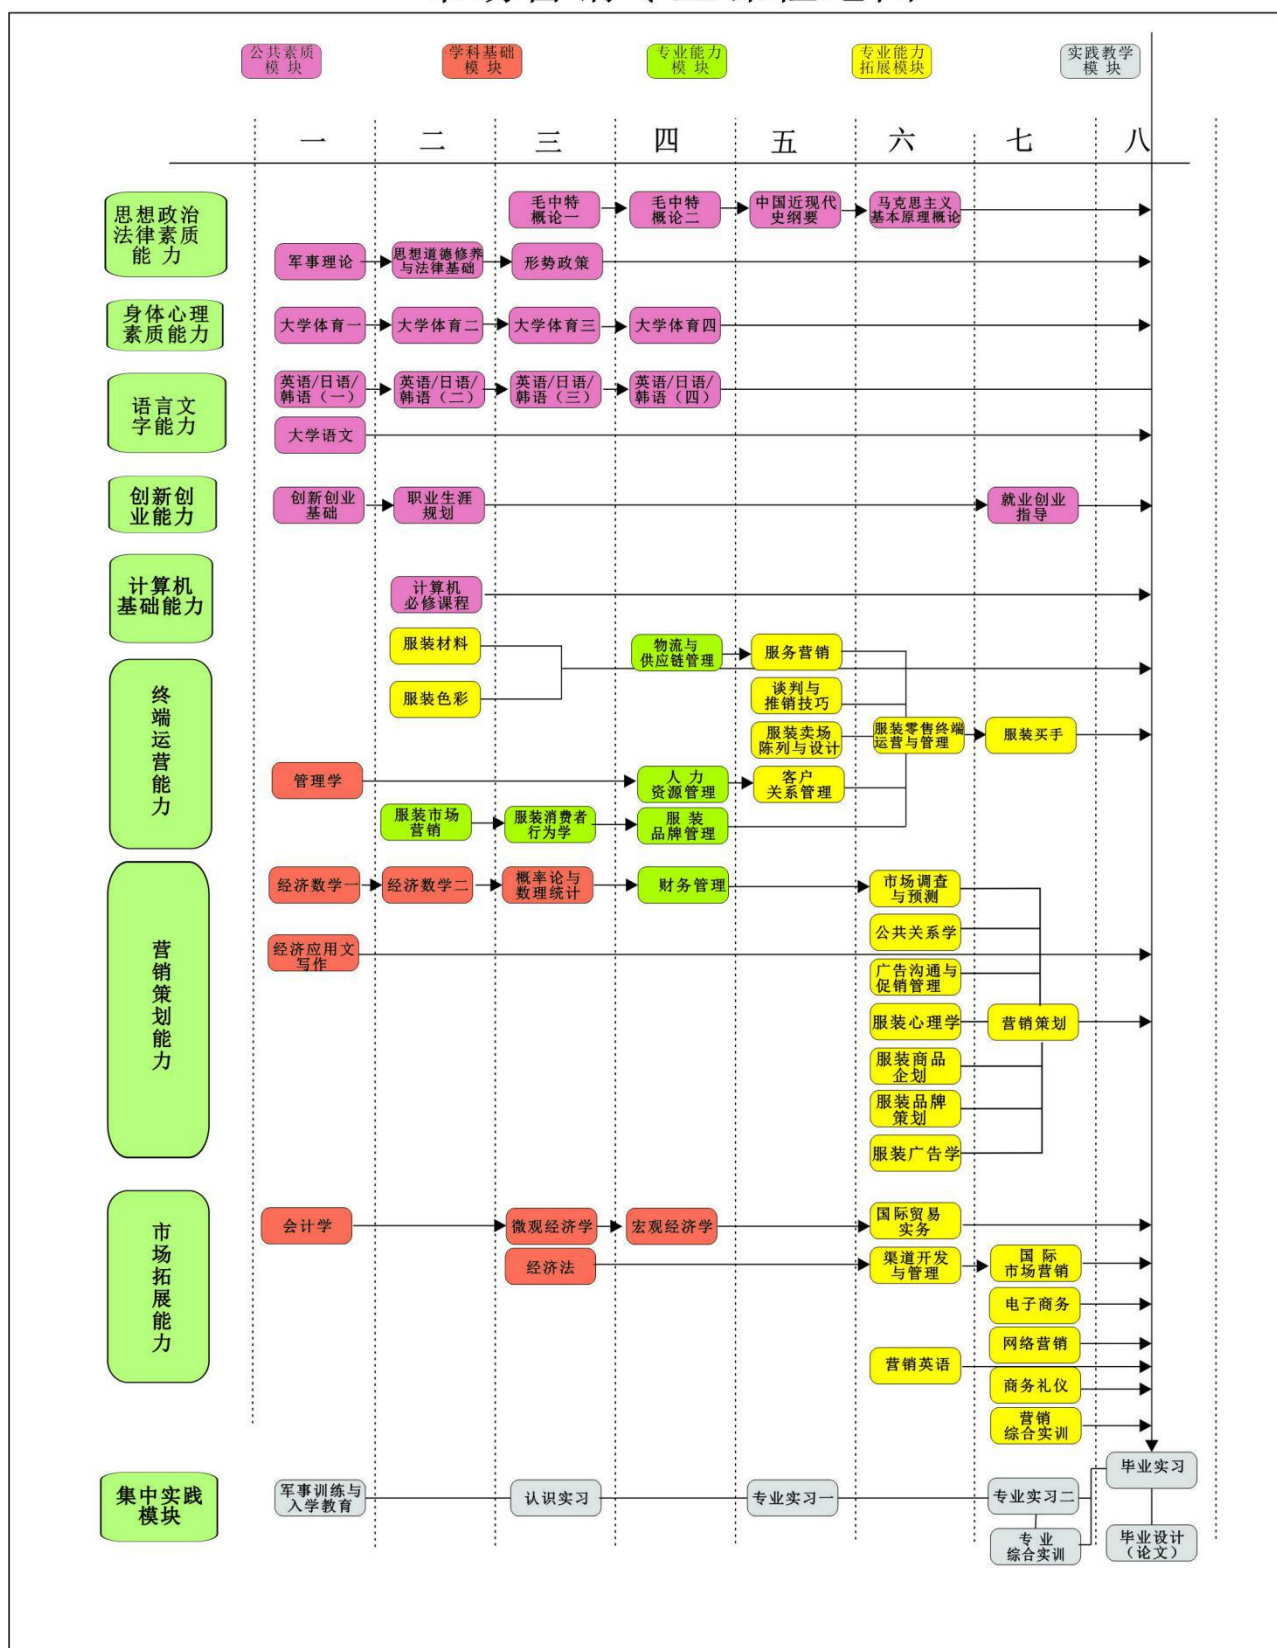 公共素质
模 块
学科基础
模 块
专业能力
模 块
专业能力
拓展模块
实践教学
模 块
一
二
三
四
五
六
七
八
思想政治
法律素质
能 力
毛中特
概论一
毛中特
概论二
中国近现代
史纲要
马克思主义
基本原理概论
军事理论
思想道德修养
与法律基础
形势政策
身体心理
素质能力
大学体育一
大学体育二
大学体育三
大学体育四
语言文
字能力
英语/日语/
韩语（一）
英语/日语/
韩语（二）
英语/日语/
韩语（三）
英语/日语/
韩语（四）
大学语文
创新创
业能力
创新创业
基础
职业生涯
规划
就业创业
指导
计算机
基础能力
计算机
必修课程
终端运营能力
服装材料
服装色彩
物流与
供应链管理
服务营销
谈判与
推销技巧
服装卖场
陈列与设计
服装零售终端
运营与管理
服装买手
管理学
人 力
资源管理
客户
关系管理
服装市场
营销
服装消费者
行为学
服 装
品牌管理
营销策划能力
经济数学一
经济数学二
概率论与
数理统计
财务管理
市场调查
与预测
公共关系学
经济应用文
写作
广告沟通与
促销管理
服装心理学
营销策划
服装商品
企划
服装品牌
策划
服装广告学
市场拓展能力
会计学
微观经济学
宏观经济学
国际贸易
实务
经济法
渠道开发
与管理
国 际
市场营销
电子商务
网络营销
营销英语
商务礼仪
营销
综合实训
集中实践
模块
军事训练与
入学教育
认识实习
专业实习一
专业实习二
毕业实习
专 业
综合实训
毕业设计
（论文）